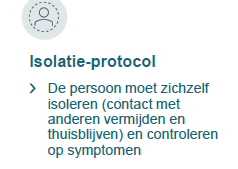 Isolatie-protocol
De persoon moet zichzelf
isoleren (contact met
anderen vermijden en
thuisblijven) en controleren
op symptomen